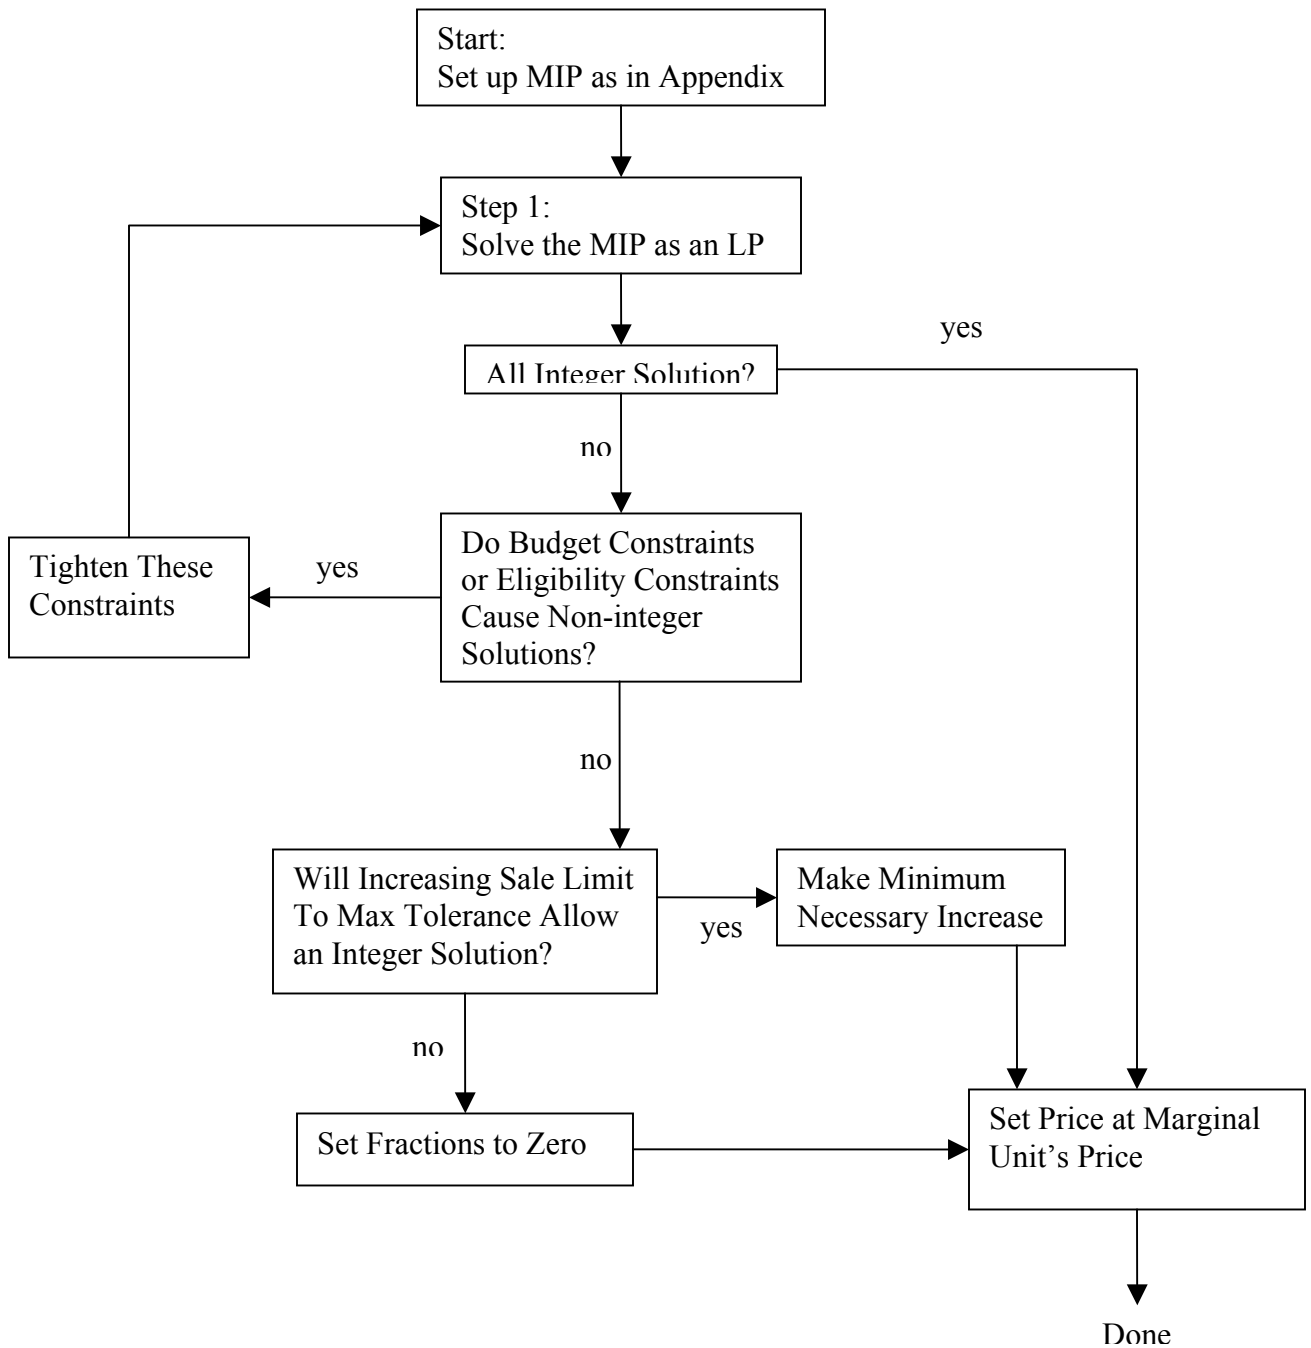 Start:
Set up MIP as in Appendix
Step 1:
Solve the MIP as an LP
yes
All Integer Solution?
no
Do Budget Constraints
or Eligibility Constraints
Cause Non-integer
Solutions?
yes
Tighten These
Constraints
no
Will Increasing Sale Limit
To Max Tolerance Allow
an Integer Solution?
yes
Make Minimum
Necessary Increase
no
Set Fractions to Zero
Set Price at Marginal
Unit’s Price
Done